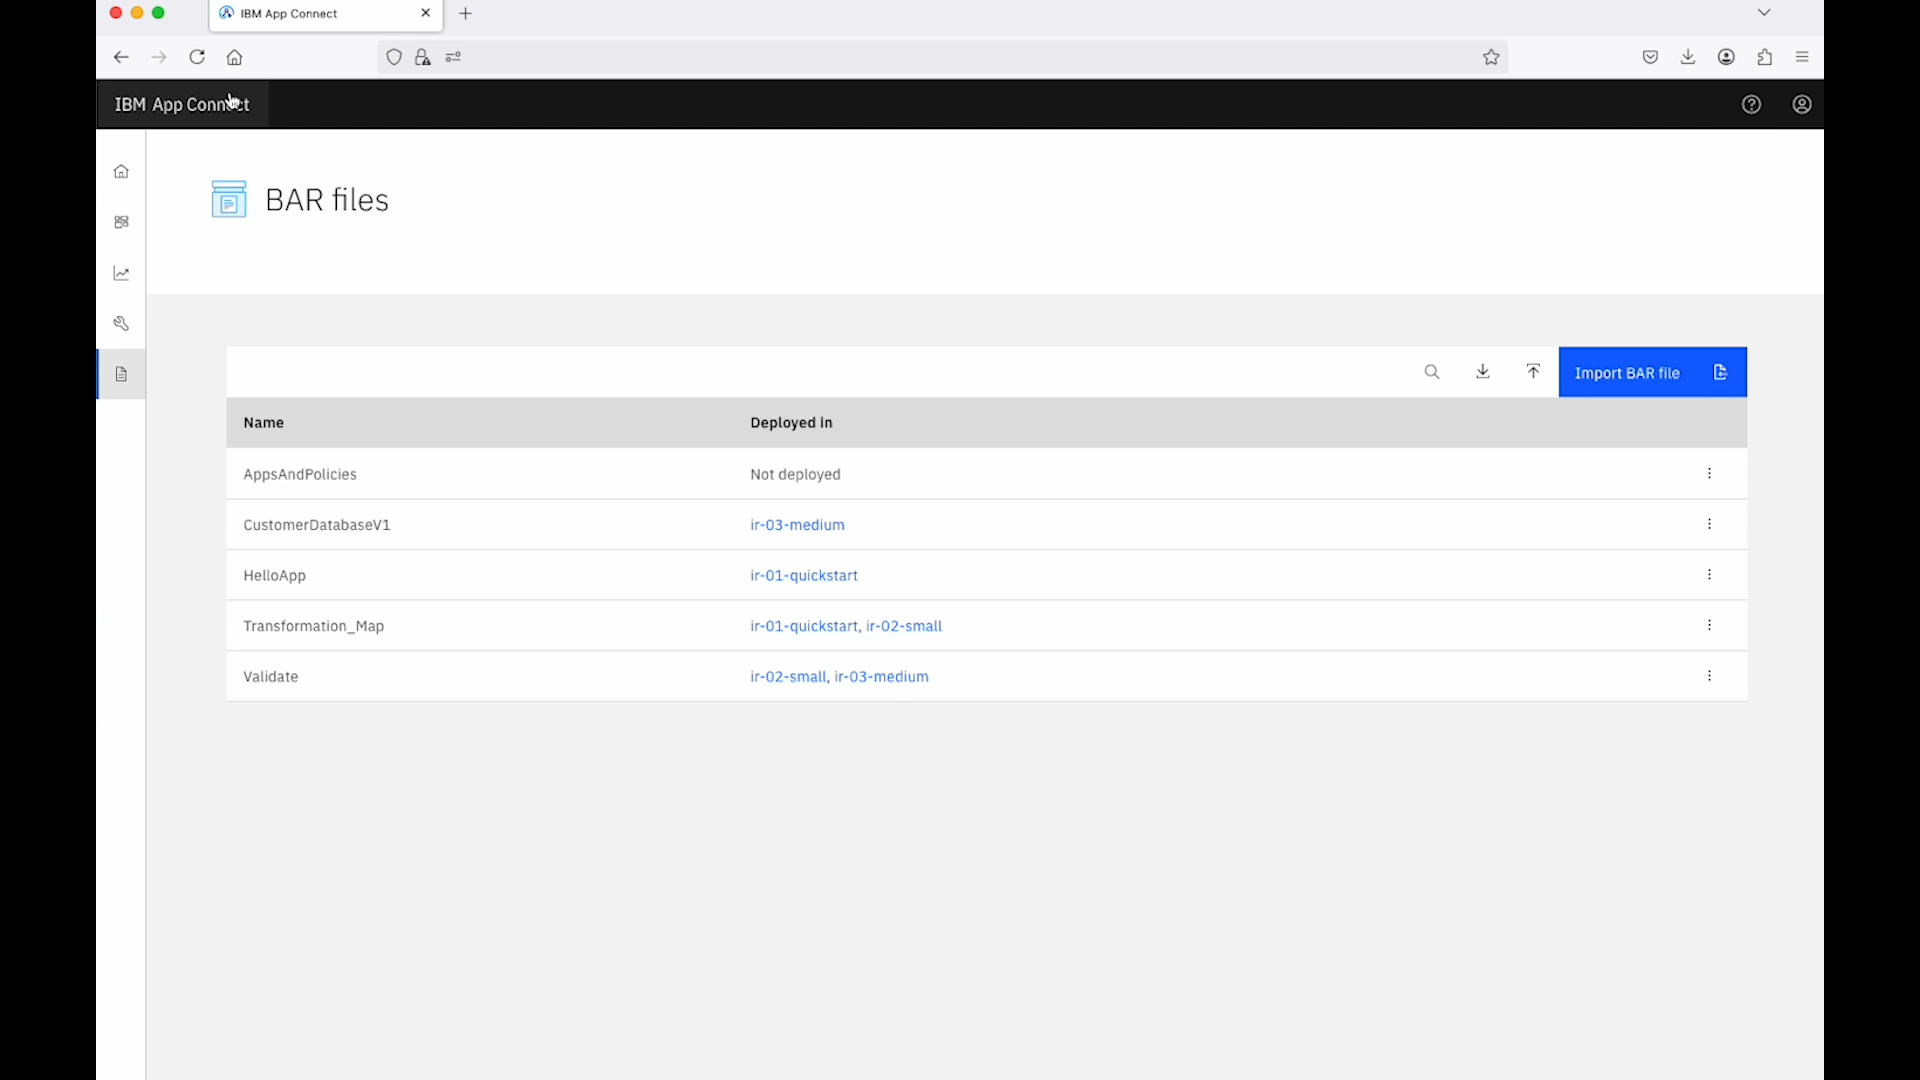 IBM App Connect
IBM App Connect
BAR files
Import BAR file
Name Deployed in
AppsAndPolicies Not deployed
CustomerDatabaseV1 ir-03-medium
HelloApp ir-01-quickstart
Transformation_Map ir-01-quickstart, ir-02-small
Validate ir-02-small, ir-03-medium